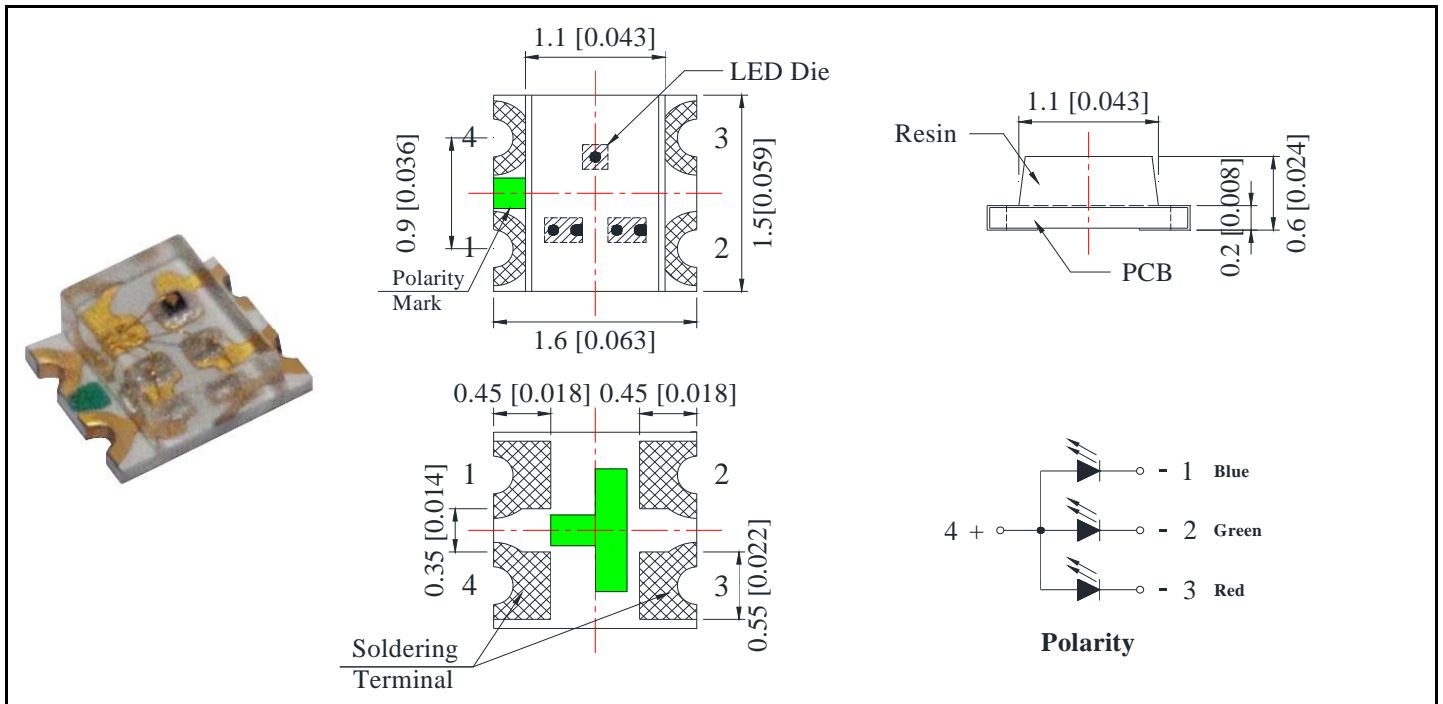 1.1 [0.043]
LED Die
4
3
0.9 [0.036]
1.5[0.059]
1
2
Polarity
Mark
1.6 [0.063]
1.1 [0.043]
Resin
0.2 [0.008]
0.6 [0.024]
PCB
0.45 [0.018]
0.45 [0.018]
1
2
0.35 [0.014]
4
3
0.55 [0.022]
Soldering
Terminal
- 1 Blue
4 + - 2 Green
- 3 Red
Polarity